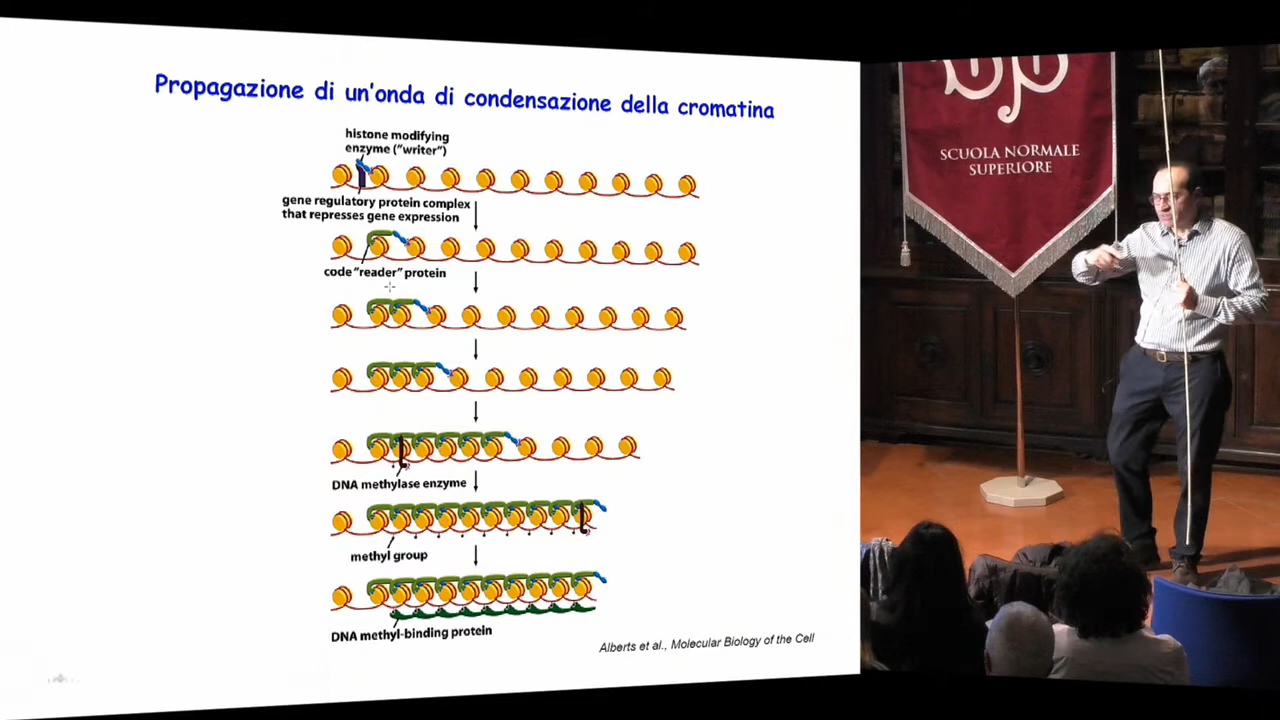 Propagazione di un'onda di condensazione della cromatina
histone modifying
enzyme ("writer")
gene regulatory protein complex
that represses gene expression
code "reader" protein
DNA methylase enzyme
methyl group
DNA methyl-binding protein
Alberts et al., Molecular Biology of the Cell
SCUOLA NORMALE
SUPERIORE